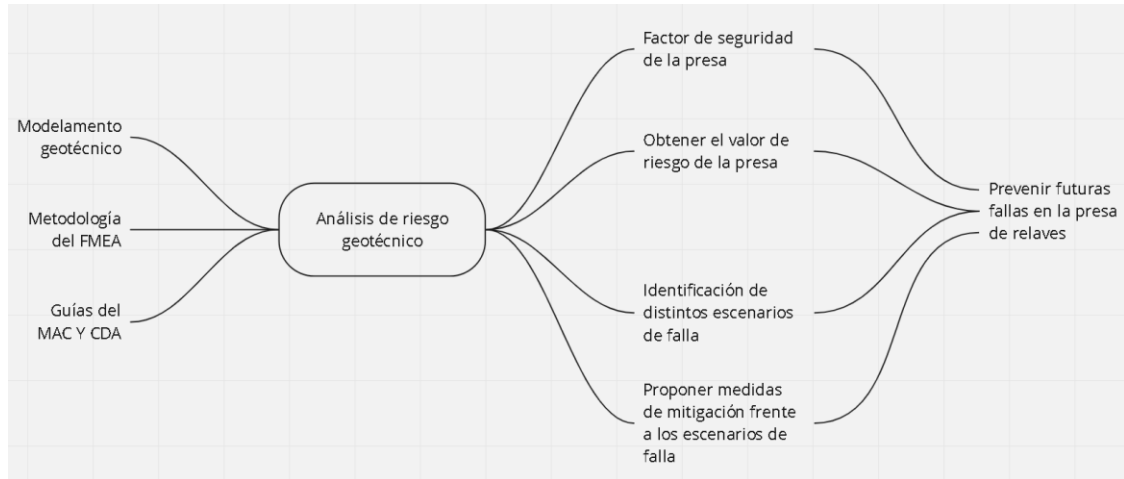 Modelamento
geotécnico
Metodología
del FMEA
Guías del
MAC Y CDA
Análisis de riesgo
geotécnico
Factor de seguridad
de la presa
Obtener el valor de
riesgo de la presa
Identificación de
distintos escenarios
de falla
Proponer medidas
de mitigación frente
a los escenarios de
falla
Prevenir futuras
fallas en la presa
de relaves